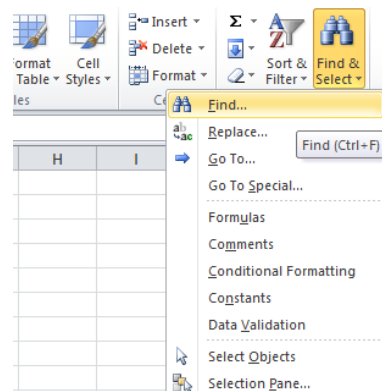 Insert
Σ
Delete
ormat Cell
Table Styles
Format
Sort & Find &
Filter Select
les
Ce
Find...
Replace...
Find (Ctrl+F)
Go To...
H I
Go To Special...
Formulas
Comments
Conditional Formatting
Constants
Data Validation
Select Objects
Selection Pane...